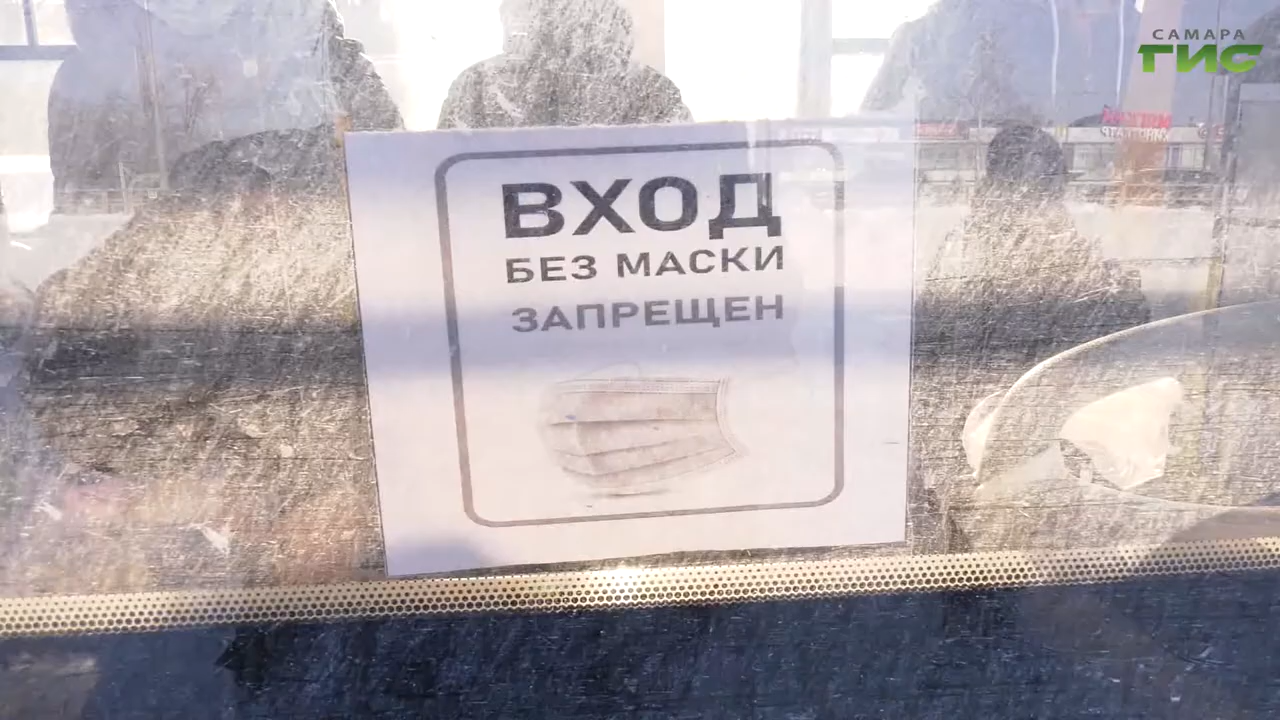 САМАРА
ГИС
ВХОД
БЕЗ МАСКИ
ЗАПРЕЩЕН